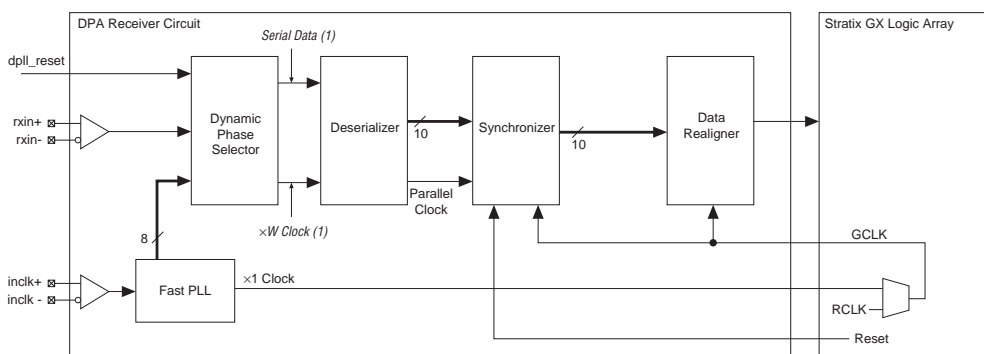 DPA Receiver Circuit
Stratix GX Logic Array
Serial Data (1)
dpll_reset
rxin+
rxin-
Dynamic
Phase
Selector
Deserializer
10
Synchronizer
10
Data
Realigner
Parallel
Clock
×W Clock (1)
8
GCLK
inclk+
inclk -
Fast PLL
×1 Clock
RCLK
Reset